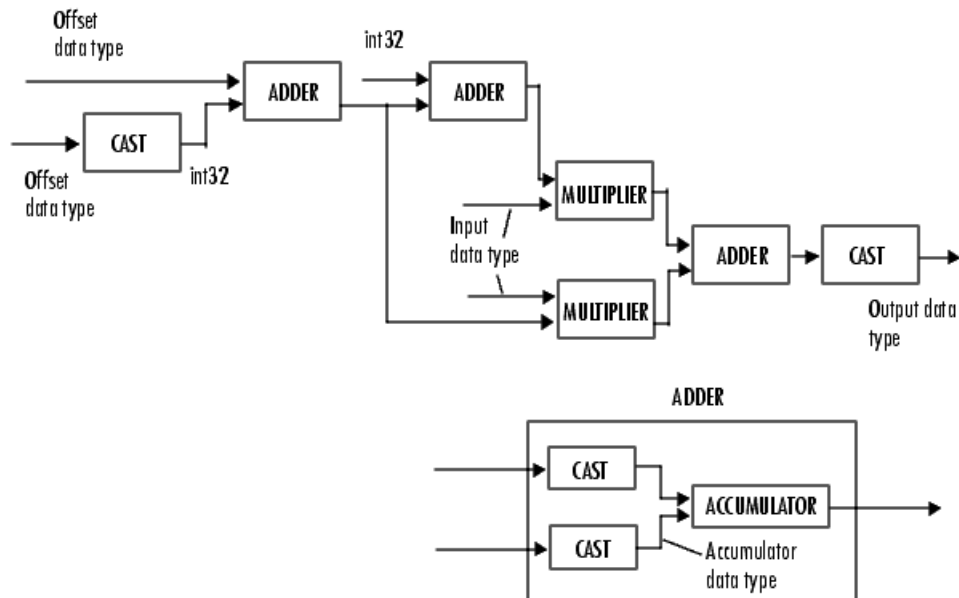 Offset
data type
int32
ADDER
ADDER
CAST
int32
Offset
data type
MULTIPLIER
Input
data type
ADDER
CAST
MULTIPLIER
Output data
type
ADDER
CAST
ACCUMULATOR
CAST
Accumulator
data type